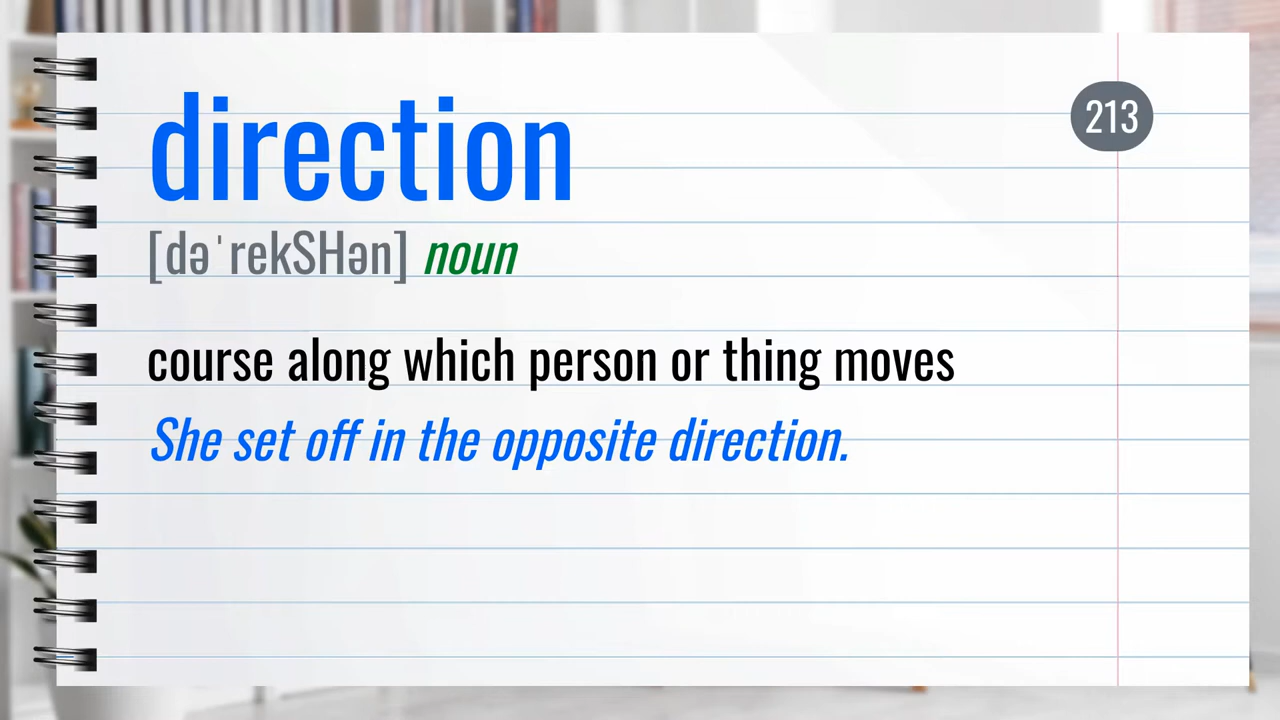 direction
213
[dəˈrekSHən] noun
course along which person or thing moves
She set off in the opposite direction.